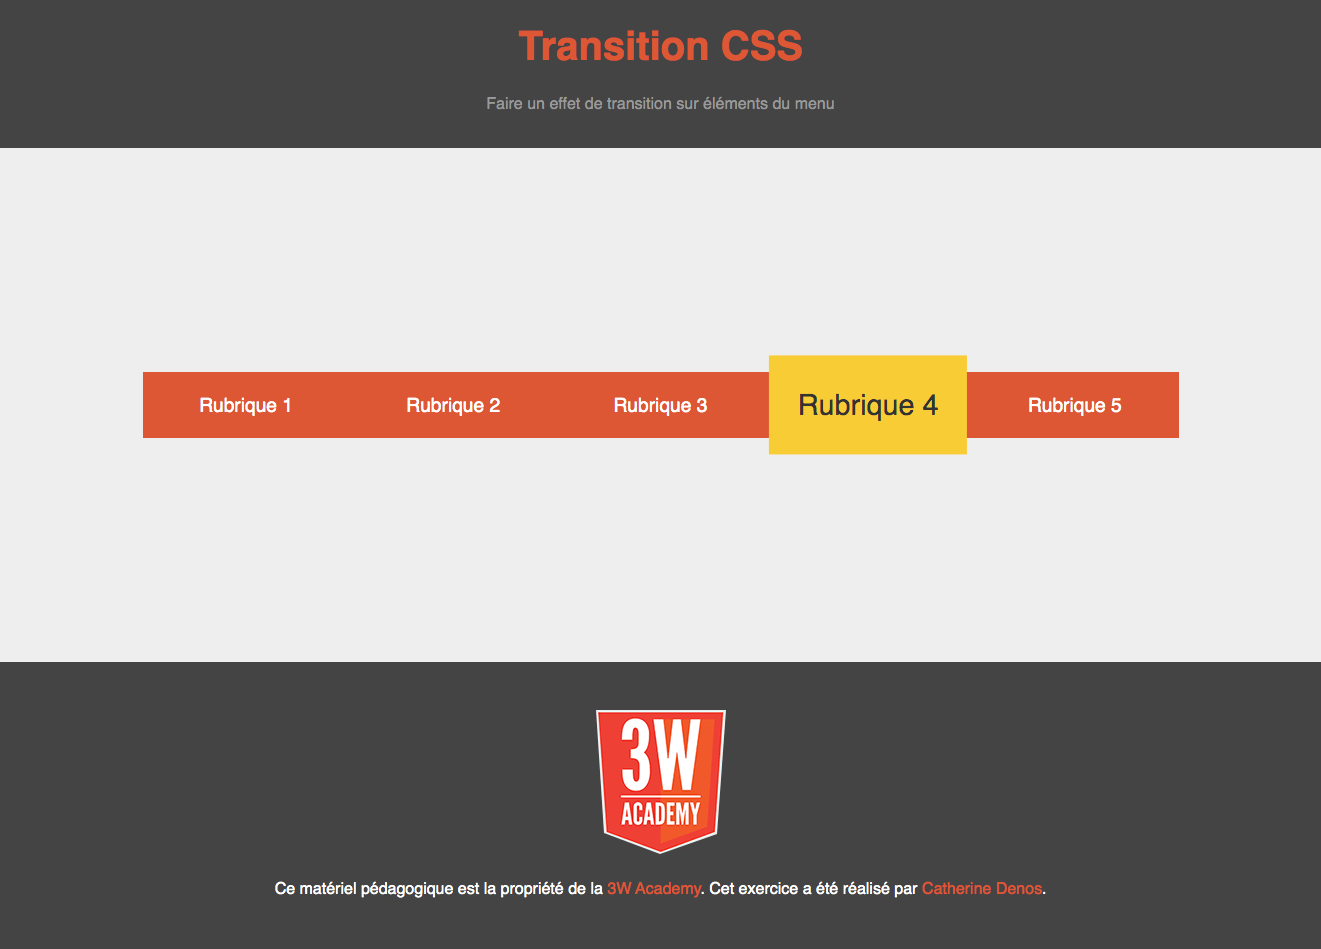 Transition CSS
Faire un effet de transition sur éléments du menu
Rubrique 1 Rubrique 2 Rubrique 3 Rubrique 4 Rubrique 5
3W
ACADEMY
Ce matériel pédagogique est la propriété de la 3W Academy. Cet exercice a été réalisé par Catherine Denos.